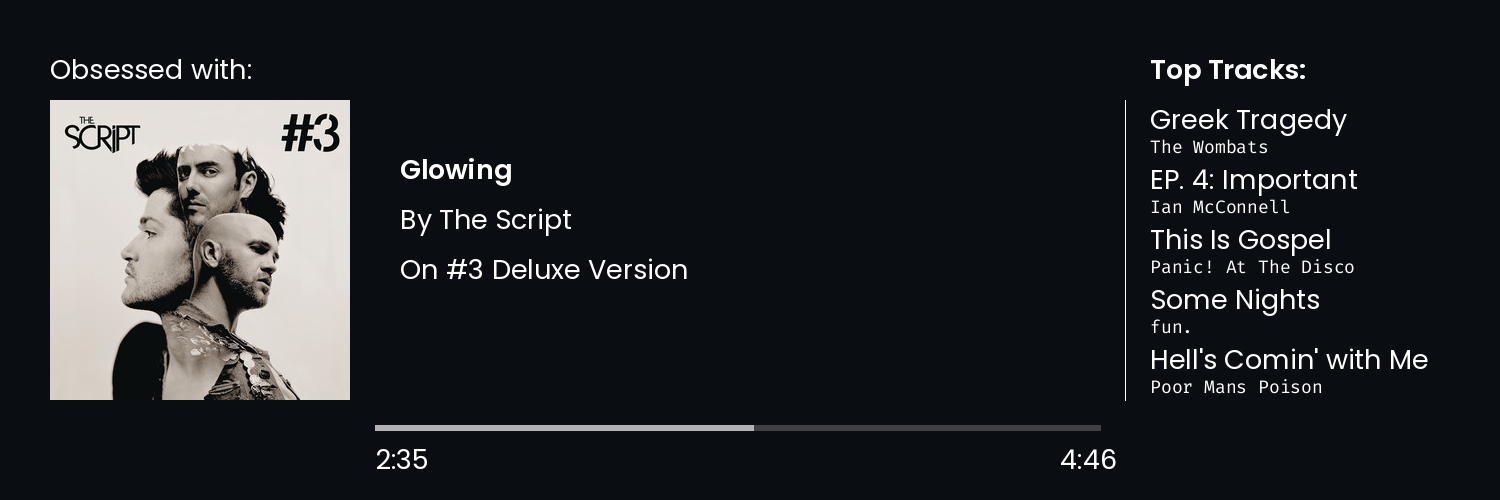 Obsessed with:
THE
SCRIPT
#3
Glowing
By The Script
On #3 Deluxe Version
2:35
4:46
Top Tracks:
Greek Tragedy
The Wombats
EP. 4: Important
Ian McConnell
This Is Gospel
Panic! At The Disco
Some Nights
fun.
Hell's Comin' with Me
Poor Mans Poison